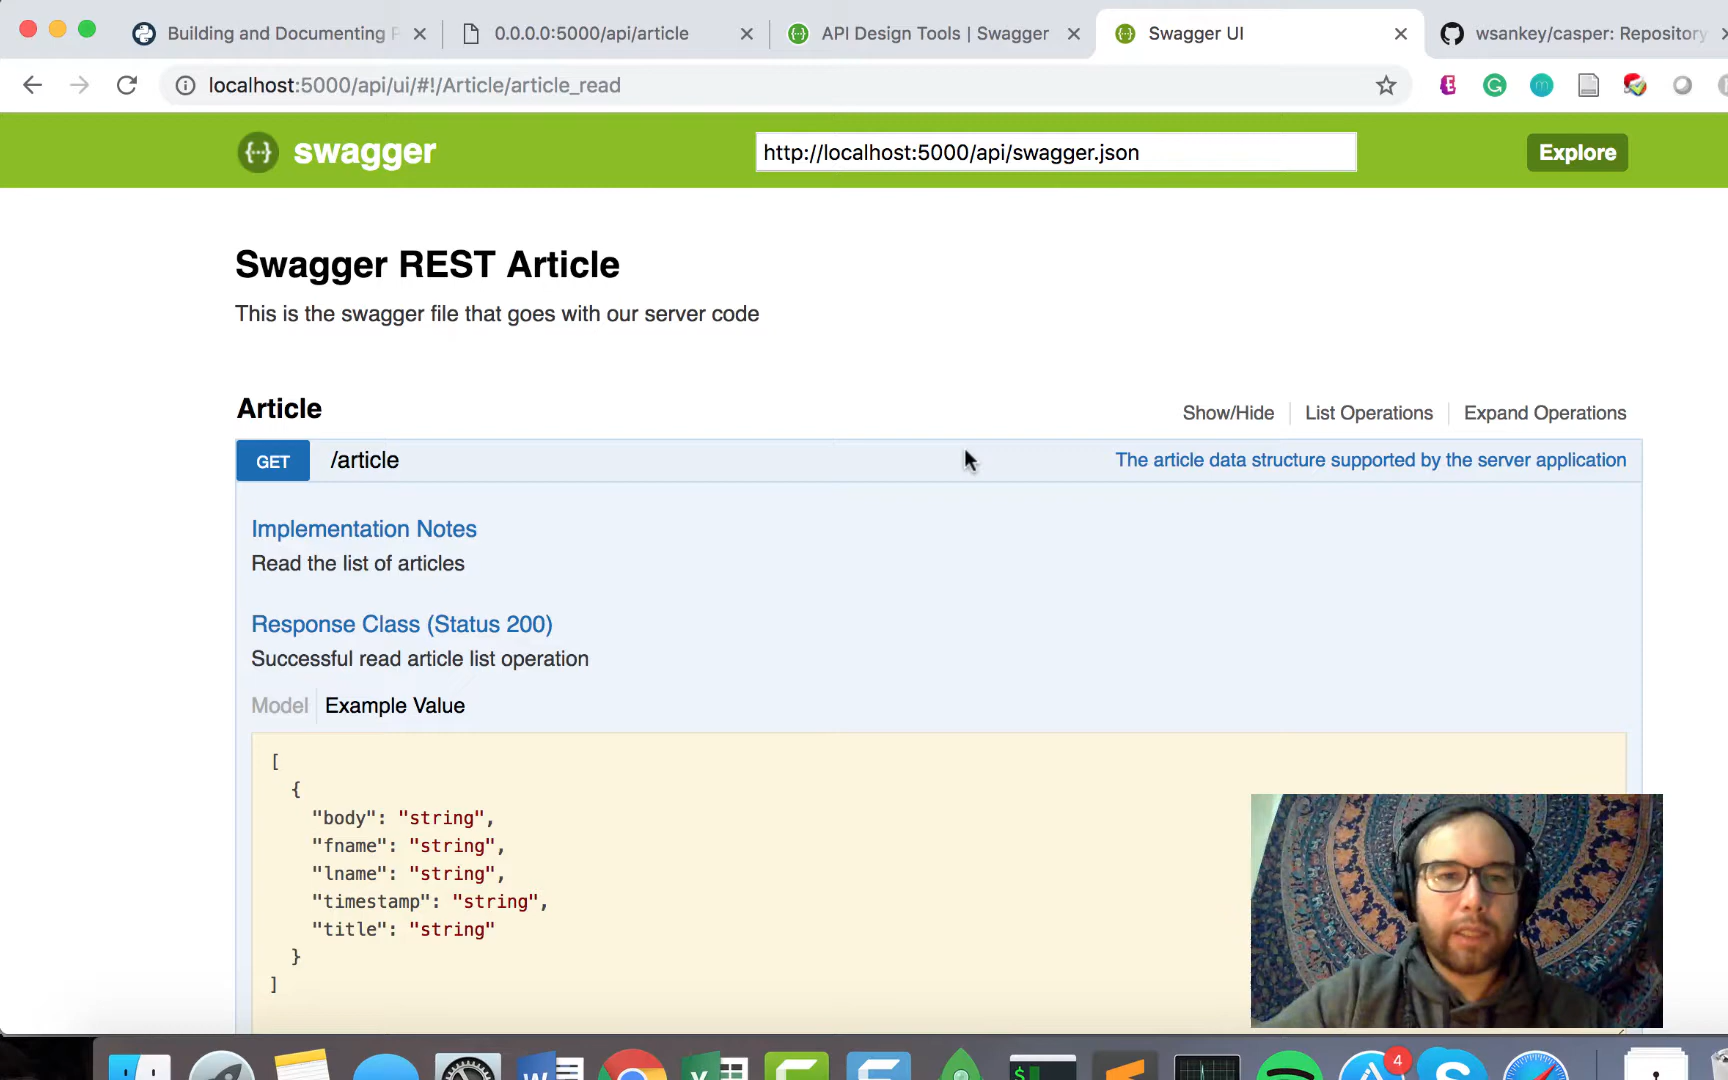 Building and Documenting P
0.0.0.0:5000/api/article
API Design Tools | Swagger
Swagger UI
wsankey/casper: Repository
localhost:5000/api/ui/#!/Article/article_read
swagger
http://localhost:5000/api/swagger.json
Explore
Swagger REST Article
This is the swagger file that goes with our server code
Article
Show/Hide
List Operations
Expand Operations
GET
/article
The article data structure supported by the server application
Implementation Notes
Read the list of articles
Response Class (Status 200)
Successful read article list operation
Model
Example Value
[
{
"body": "string",
"fname": "string",
"lname": "string",
"timestamp": "string",
"title": "string"
}
]
4